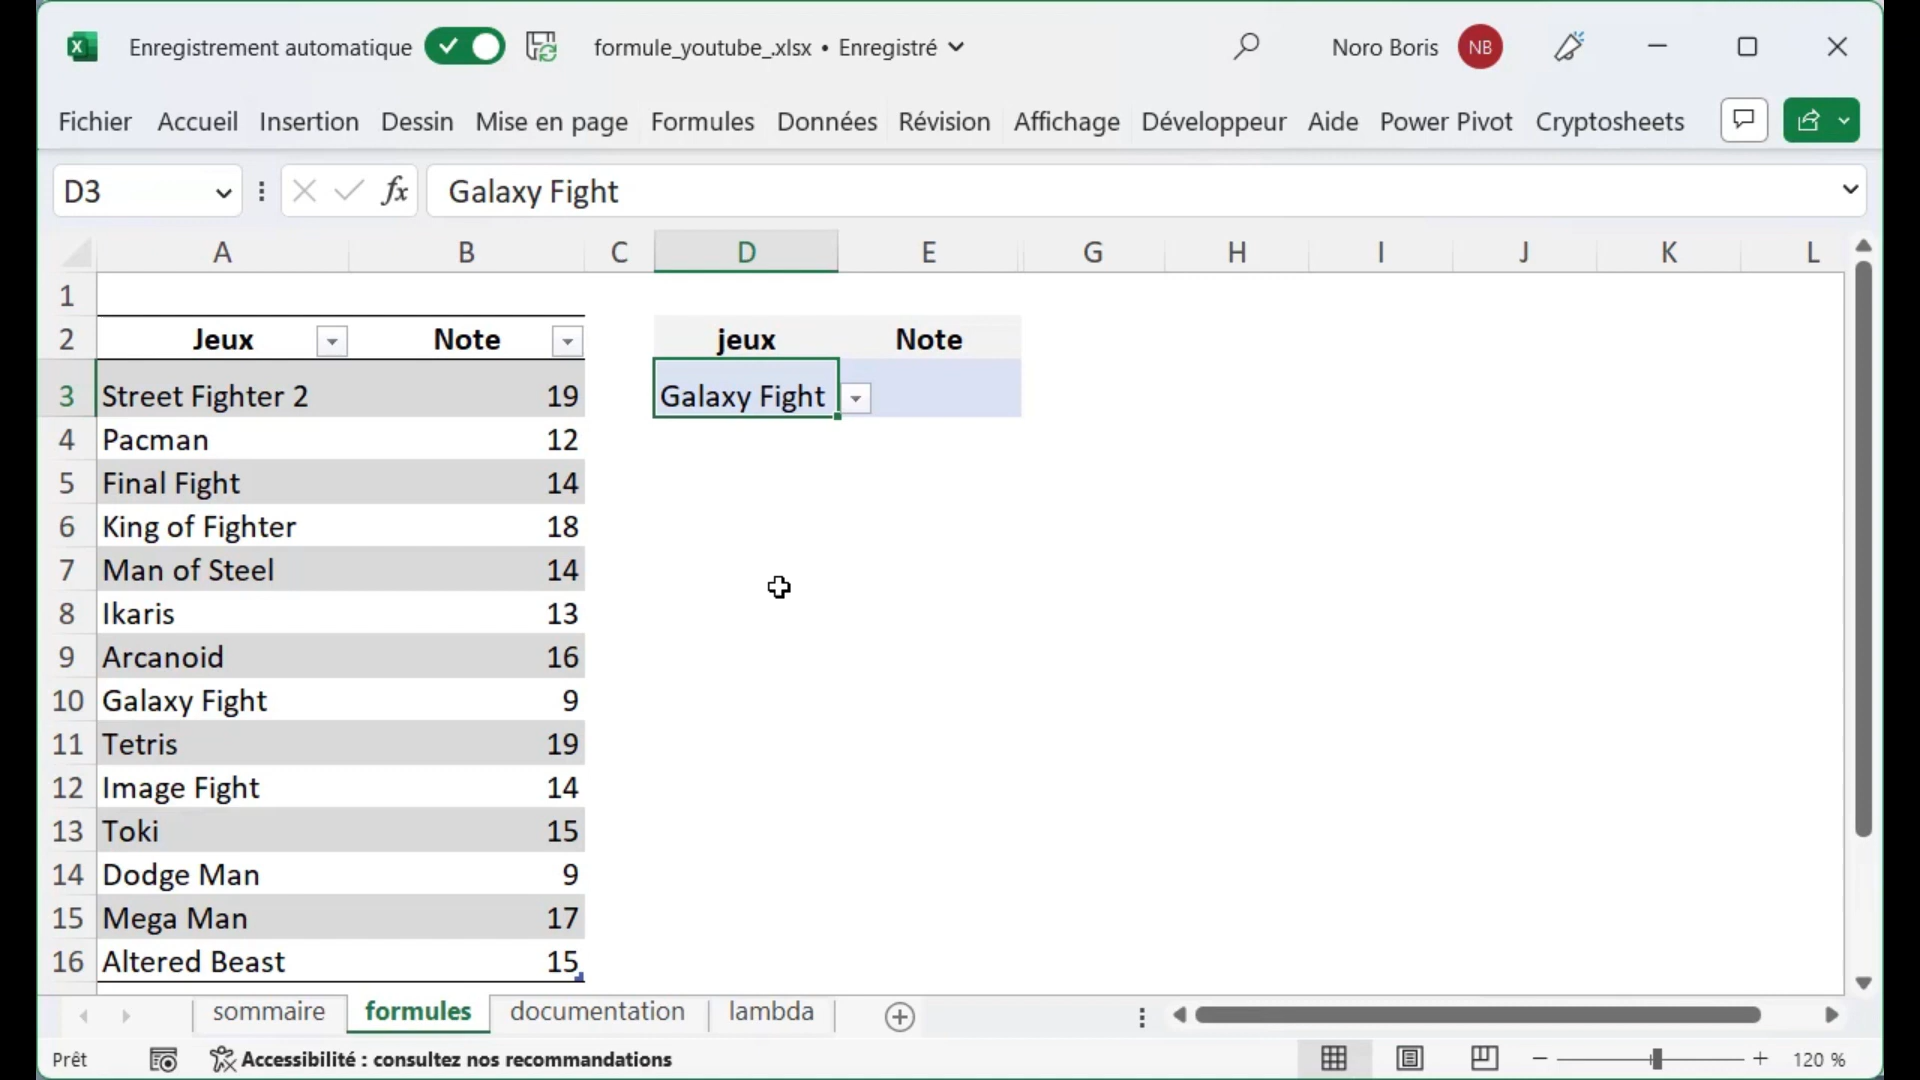 Enregistrement automatique formule_youtube_.xlsx • Enregistré Noro Boris NB
Fichier Accueil Insertion Dessin Mise en page Formules Données Révision Affichage Développeur Aide Power Pivot Cryptosheets
D3 fx Galaxy Fight
A B C D E G H I J K L
1
2 Jeux Note jeux Note
3 Street Fighter 2 19 Galaxy Fight
4 Pacman 12
5 Final Fight 14
6 King of Fighter 18
7 Man of Steel 14
8 Ikaris 13
9 Arcanoid 16
10 Galaxy Fight 9
11 Tetris 19
12 Image Fight 14
13 Toki 15
14 Dodge Man 9
15 Mega Man 17
16 Altered Beast 15
sommaire formules documentation lambda
Prêt Accessibilité : consultez nos recommandations 120 %